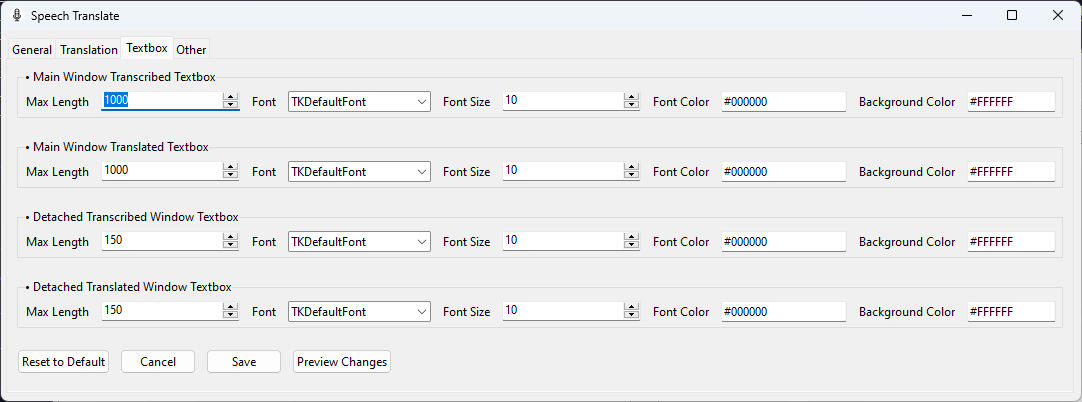 Speech Translate
General Translation Textbox Other
• Main Window Transcribed Textbox
Max Length 1000 Font TKDefaultFont Font Size 10 Font Color #000000 Background Color #FFFFFF
• Main Window Translated Textbox
Max Length 1000 Font TKDefaultFont Font Size 10 Font Color #000000 Background Color #FFFFFF
• Detached Transcribed Window Textbox
Max Length 150 Font TKDefaultFont Font Size 10 Font Color #000000 Background Color #FFFFFF
• Detached Translated Window Textbox
Max Length 150 Font TKDefaultFont Font Size 10 Font Color #000000 Background Color #FFFFFF
Reset to Default Cancel Save Preview Changes